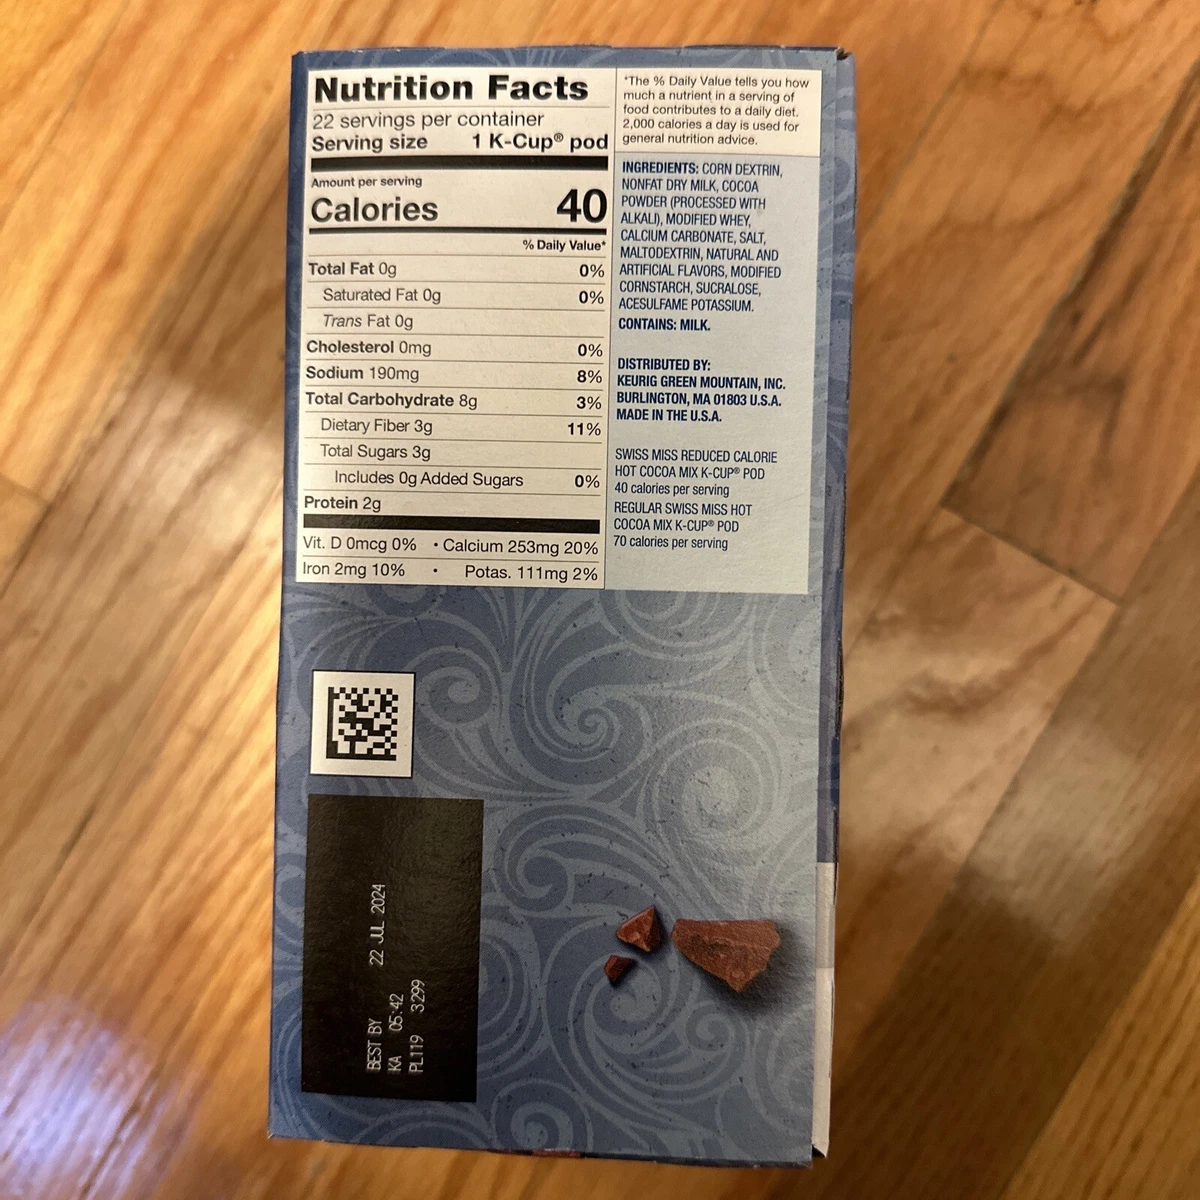 Nutrition Facts
22 servings per container
Serving size 1 K-Cup® pod
Amount per serving
Calories 40
% Daily Value*
Total Fat 0g 0%
Saturated Fat 0g 0%
Trans Fat 0g
Cholesterol 0mg 0%
Sodium 190mg 8%
Total Carbohydrate 8g 3%
Dietary Fiber 3g 11%
Total Sugars 3g
Includes 0g Added Sugars 0%
Protein 2g
Vit. D 0mcg 0% • Calcium 253mg 20%
Iron 2mg 10% • Potas. 111mg 2%
*The % Daily Value tells you how
much a nutrient in a serving of
food contributes to a daily diet.
2,000 calories a day is used for
general nutrition advice.
INGREDIENTS: CORN DEXTRIN,
NONFAT DRY MILK, COCOA
POWDER (PROCESSED WITH
ALKALI), MODIFIED WHEY,
CALCIUM CARBONATE, SALT,
MALTODEXTRIN, NATURAL AND
ARTIFICIAL FLAVORS, MODIFIED
CORNSTARCH, SUCRALOSE,
ACESULFAME POTASSIUM.
CONTAINS: MILK.
DISTRIBUTED BY:
KEURIG GREEN MOUNTAIN, INC.
BURLINGTON, MA 01803 U.S.A.
MADE IN THE U.S.A.
SWISS MISS REDUCED CALORIE
HOT COCOA MIX K-CUP® POD
40 calories per serving
REGULAR SWISS MISS HOT
COCOA MIX K-CUP® POD
70 calories per serving
BEST BY 22 JUL 2024
KA 05:42
PL119 3299